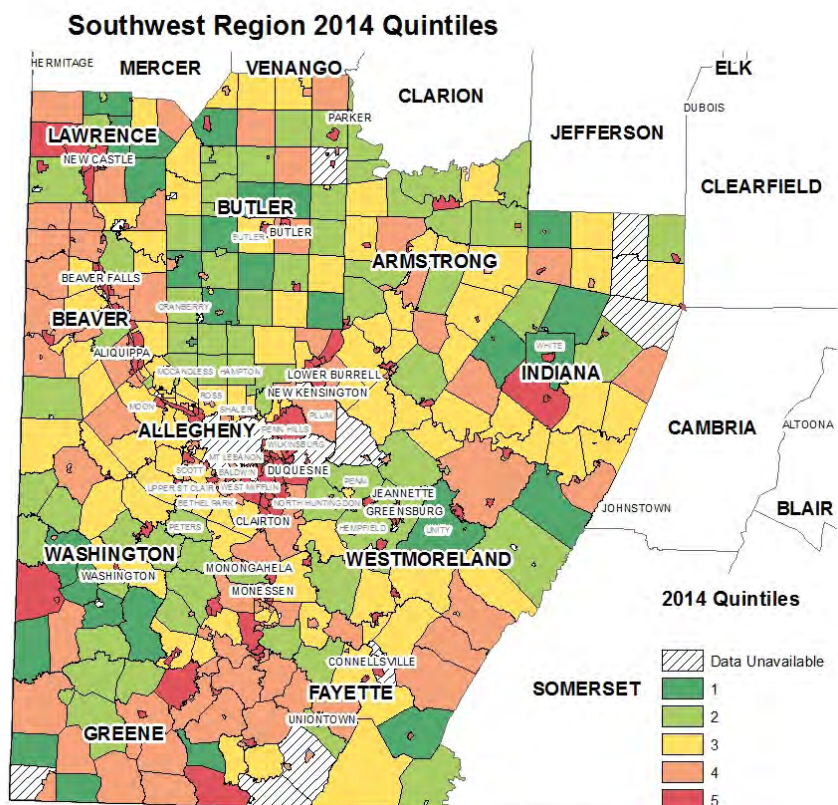 Southwest Region 2014 Quintiles
HERMITAGE
MERCER
VENANGO
ELK
CLARION
DUBOIS
PARKER
JEFFERSON
LAWRENCE
NEW CASTLE
CLEARFIELD
BUTLER
BUTLER
BUTLER
ARMSTRONG
BEAVER FALLS
CRANBERRY
BEAVER
WHITE
ALIQUIPPA
MCCANDLESS
HAMPTON
LOWER BURRELL
INDIANA
NEW KENSINGTON
ROSS
MOON
SHALER
PLUM
ALLEGHENY
PENN HILLS
CAMBRIA
ALTOONA
WILKINSBURG
MT LEBANON
SCOTT
BALDWIN
DUQUESNE
PENN
UPPER ST CLAIR
WEST MIFFLIN
JEANNETTE
BETHEL PARK
NORTH HUNTINGDON
GREENSBURG
JOHNSTOWN
BLAIR
CLAIRTON
PETERS
HEMPFIELD
UNITY
WASHINGTON
WESTMORELAND
WASHINGTON
MONONGAHELA
MONESSEN
2014 Quintiles
CONNELLSVILLE
Data Unavailable
SOMERSET
1
FAYETTE
2
UNIONTOWN
GREENE
3
4
5